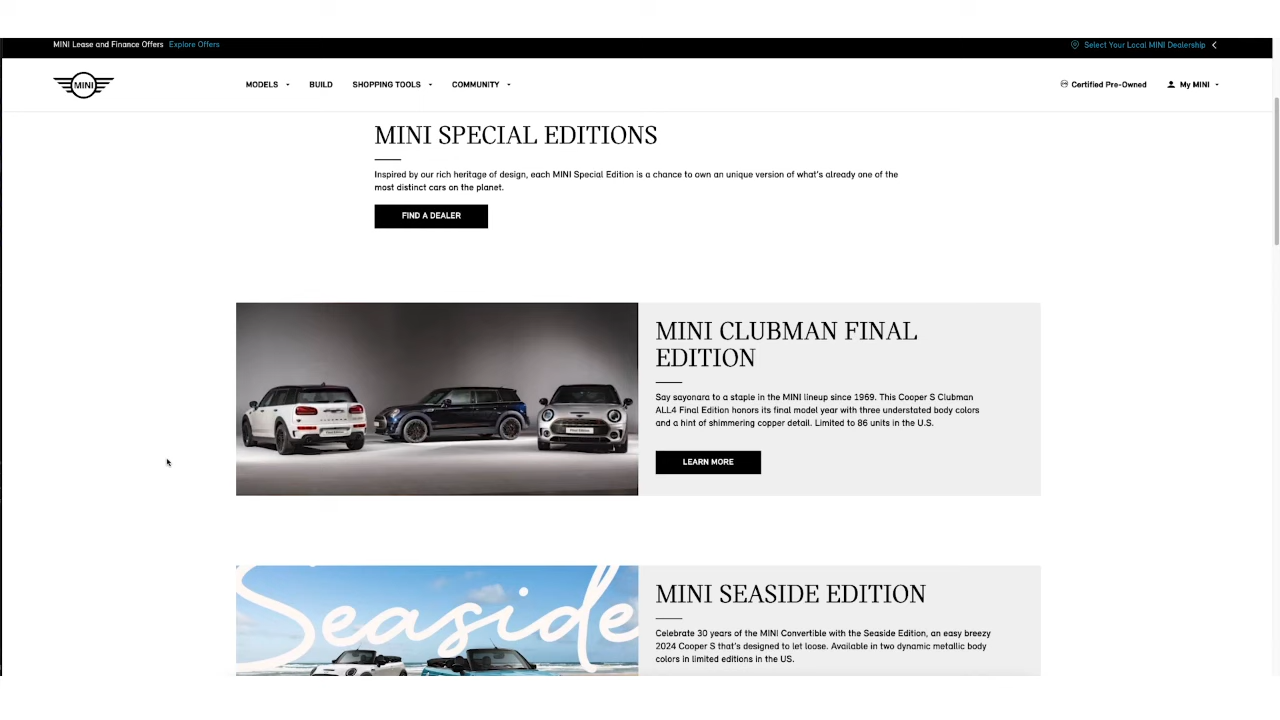 MINI Lease and Finance Offers Explore Offers
Select Your Local MINI Dealership
MINI
MODELS
BUILD
SHOPPING TOOLS
COMMUNITY
Certified Pre-Owned
My MINI
MINI SPECIAL EDITIONS
Inspired by our rich heritage of design, each MINI Special Edition is a chance to own an unique version of what's already one of the
most distinct cars on the planet.
FIND A DEALER
MINI CLUBMAN FINAL
EDITION
Say sayonara to a staple in the MINI lineup since 1969. This Cooper S Clubman
ALL4 Final Edition honors its final model year with three understated body colors
and a hint of shimmering copper detail. Limited to 86 units in the U.S.
LEARN MORE
Seaside
MINI SEASIDE EDITION
Celebrate 30 years of the MINI Convertible with the Seaside Edition, an easy breezy
2024 Cooper S that's designed to let loose. Available in two dynamic metallic body
colors in limited editions in the US.